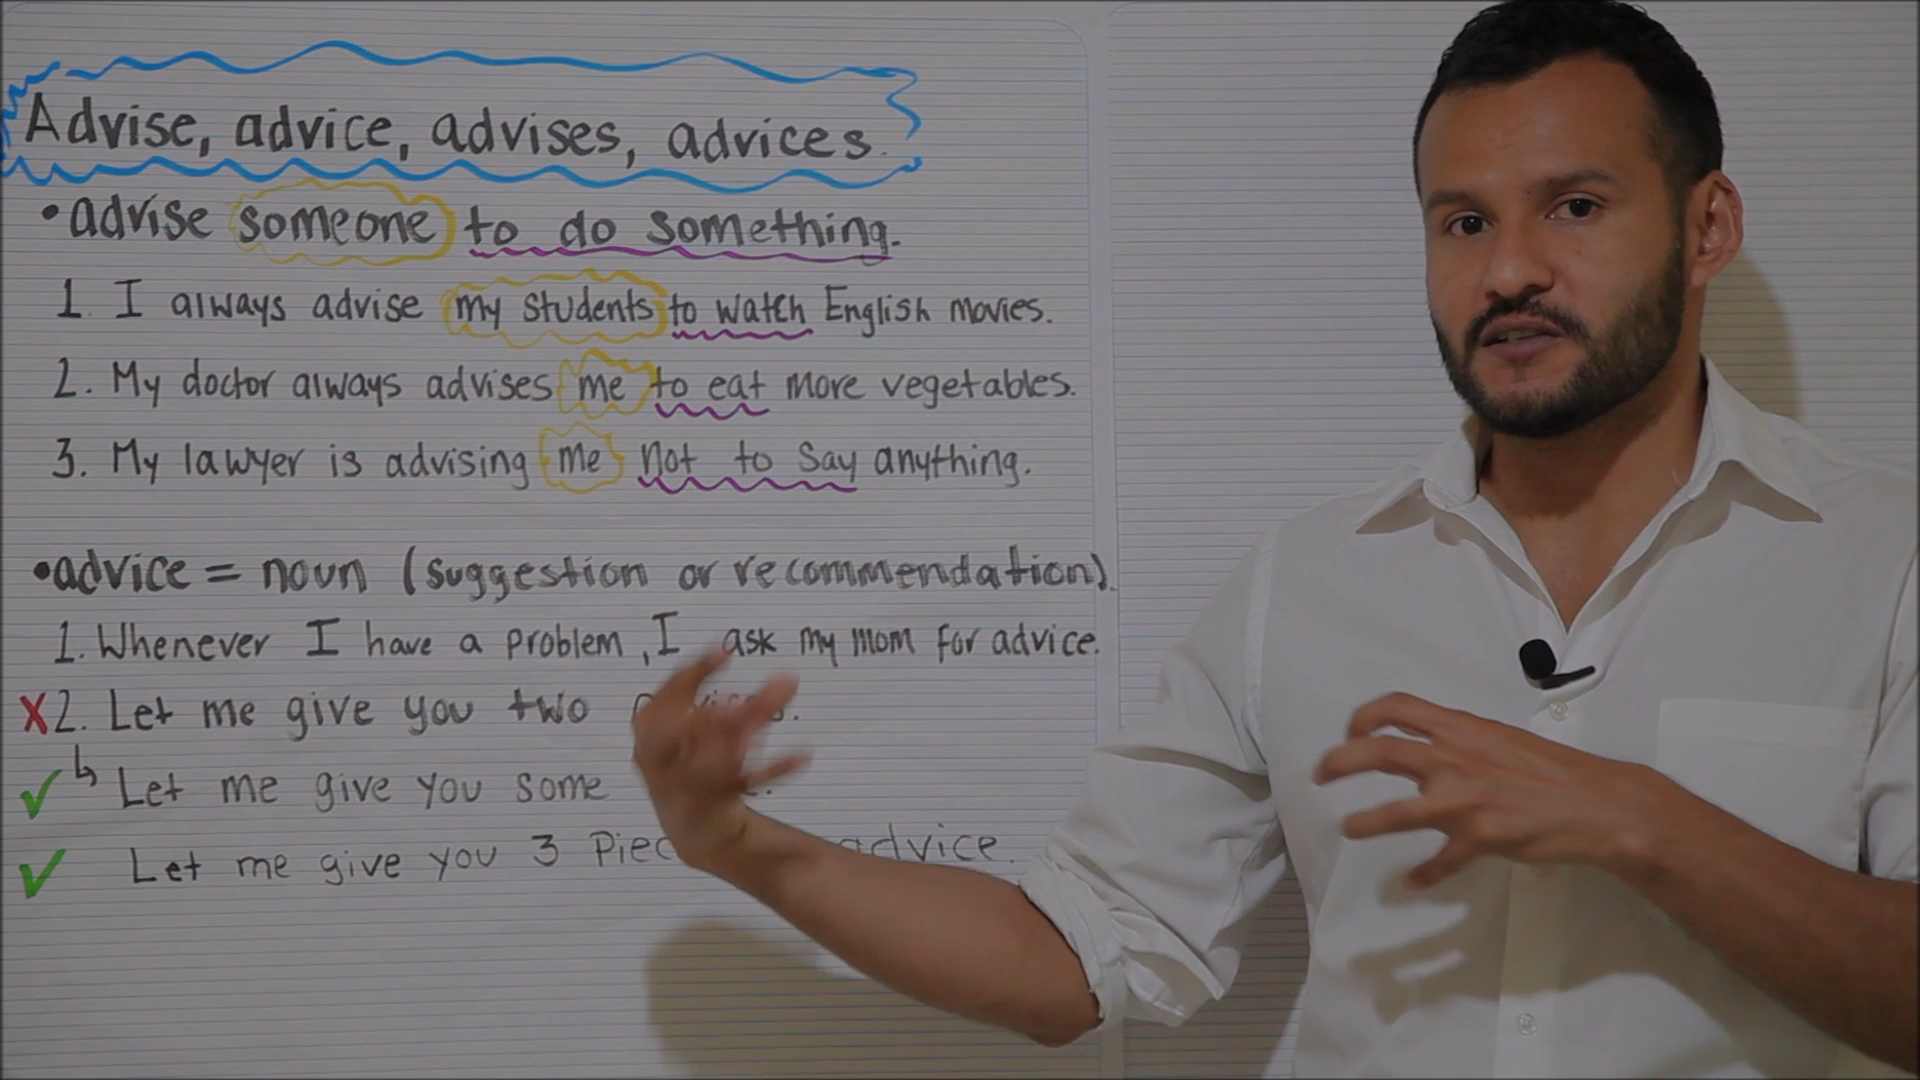 Advise, advice, advises, advices.
•advise someone to do something.
1. I always advise my students to watch English movies.
2. My doctor always advises me to eat more vegetables.
3. My lawyer is advising me not to say anything.
•advice = noun (suggestion or recommendation).
1. Whenever I have a problem, I ask my mom for advice.
X 2. Let me give you two
✓ ↳ Let me give you some
✓ Let me give you 3 advice.